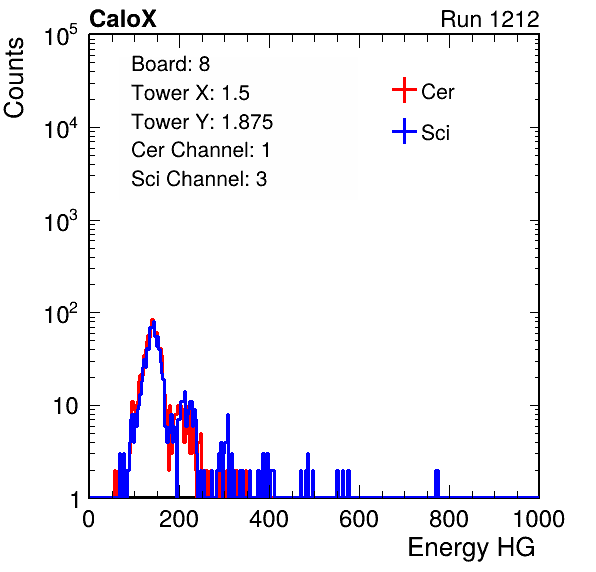 CaloX Run 1212
Counts
Board: 8
Tower X: 1.5
Tower Y: 1.875
Cer Channel: 1
Sci Channel: 3
Cer
Sci
10^5
10^4
10^3
10^2
10
1
0 200 400 600 800 1000
Energy HG